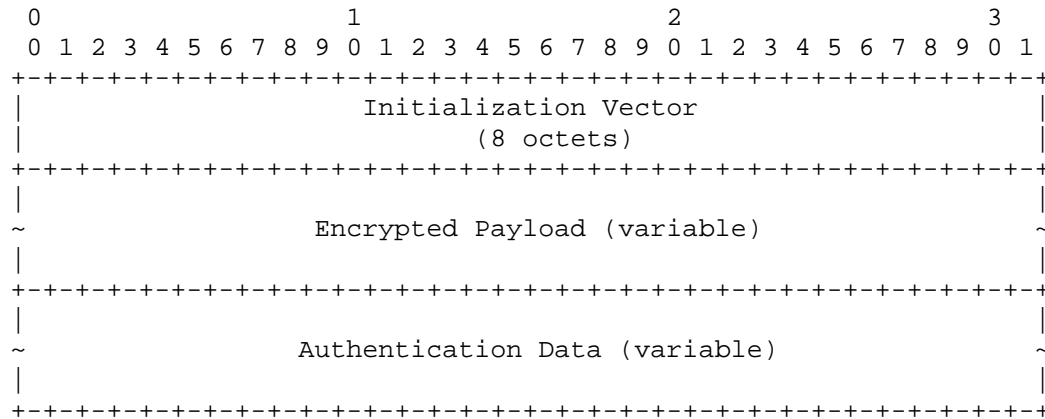 0                   1                   2                   3
 0 1 2 3 4 5 6 7 8 9 0 1 2 3 4 5 6 7 8 9 0 1 2 3 4 5 6 7 8 9 0 1
+-+-+-+-+-+-+-+-+-+-+-+-+-+-+-+-+-+-+-+-+-+-+-+-+-+-+-+-+-+-+-+-+
|                     Initialization Vector                     |
|                            (8 octets)                         |
+-+-+-+-+-+-+-+-+-+-+-+-+-+-+-+-+-+-+-+-+-+-+-+-+-+-+-+-+-+-+-+-+
|                                                               |
~                  Encrypted Payload (variable)                 ~
|                                                               |
+-+-+-+-+-+-+-+-+-+-+-+-+-+-+-+-+-+-+-+-+-+-+-+-+-+-+-+-+-+-+-+-+
|                                                               |
~                 Authentication Data (variable)                ~
|                                                               |
+-+-+-+-+-+-+-+-+-+-+-+-+-+-+-+-+-+-+-+-+-+-+-+-+-+-+-+-+-+-+-+-+